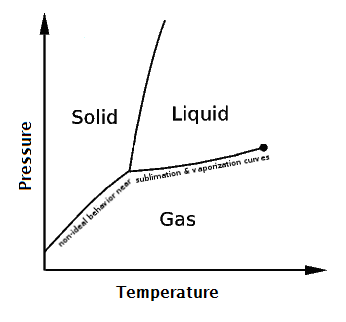 Solid
Liquid
Pressure
non-ideal behavior near sublimation & vaporization curves
Gas
Temperature